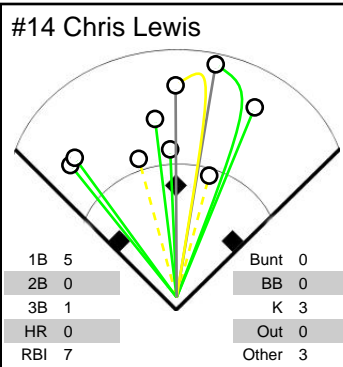 #14 Chris Lewis
1B 5 Bunt 0
2B 0 BB 0
3B 1 K 3
HR 0 Out 0
RBI 7 Other 3